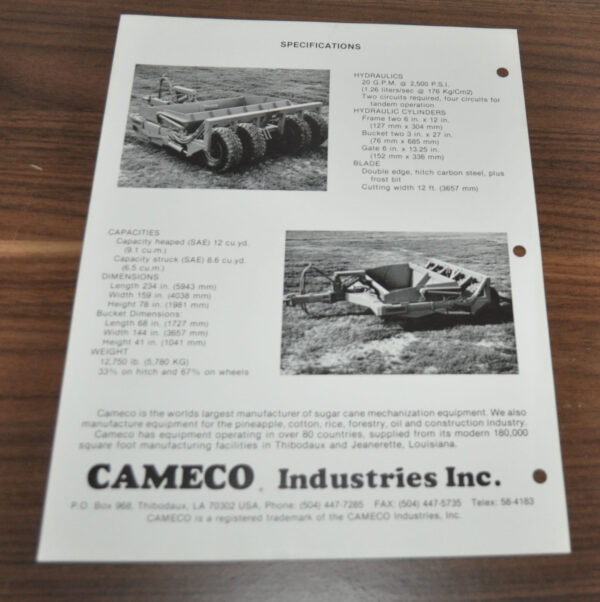 SPECIFICATIONS
HYDRAULICS
20 G.P.M. @ 2,500 P.S.I.
(1.26 liters/sec @ 176 Kg/Cm2)
Two circuits required, four circuits for
tandem operation.
HYDRAULIC CYLINDERS
Frame two 6 in. x 12 in.
(127 mm x 304 mm)
Bucket two 3 in. x 27 in.
(76 mm x 685 mm)
Gate 6 in. x 13.25 in.
(152 mm x 336 mm)
BLADE
Double edge, hitch carbon steel, plus
frost bit
Cutting width 12 ft. (3657 mm)
CAPACITIES
Capacity heaped (SAE) 12 cu.yd.
(9.1 cu.m.)
Capacity struck (SAE) 8.6 cu.yd.
(6.5 cu.m.)
DIMENSIONS
Length 234 in. (5943 mm)
Width 159 in. (4038 mm)
Height 78 in. (1981 mm)
Bucket Dimensions:
Length 68 in. (1727 mm)
Width 144 in. (3657 mm)
Height 41 in. (1041 mm)
WEIGHT
12,750 lb. (5,780 KG)
33% on hitch and 67% on wheels
Cameco is the worlds largest manufacturer of sugar cane mechanization equipment. We also
manufacture equipment for the pineapple, cotton, rice, forestry, oil and construction industry.
Cameco has equipment operating in over 80 countries, supplied from its modern 180,000
square foot manufacturing facilities in Thibodaux and Jeanerette, Louisiana.
CAMECO Industries Inc.
P.O. Box 968, Thibodaux, LA 70302 USA, Phone: (504) 447-7285 FAX: (504) 447-5735 Telex: 58-4183
CAMECO is a registered trademark of the CAMECO Industries, Inc.